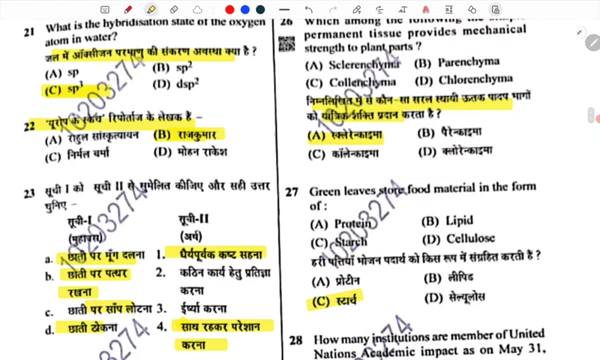 21 What is the hybridisation state of the oxygen
atom in water?
जल में ऑक्सीजन परमाणु की संकरण अवस्था क्या है ?
(A) sp (B) sp²
(C) sp³ (D) dsp²
22 'यूरोप के स्केच' रिपोर्ताज के लेखक हैं –
(A) राहुल सांस्कृत्यायन (B) राजकुमार
(C) निर्मल वर्मा (D) मोहन राकेश
23 सूची I को सूची II से सुमेलित कीजिए और सही उत्तर
चुनिए –
सूची-I सूची-II
(मुहावरा) (अर्थ)
a. छाती पर मूँग दलना 1. धैर्यपूर्वक कष्ट सहना
b. छाती पर पत्थर 2. कठिन कार्य हेतु प्रतिज्ञा
रखना करना
c. छाती पर साँप लोटना 3. ईर्ष्या करना
d. छाती ठोकना 4. साथ रहकर परेशान
करना
26 Which among the following
permanent tissue provides mechanical
strength to plant parts ?
(A) Sclerenchyma (B) Parenchyma
(C) Collenchyma (D) Chlorenchyma
निम्नलिखित में से कौन-सा सरल स्थायी ऊतक पादप भागों
को यांत्रिक शक्ति प्रदान करता है ?
(A) स्क्लेरेन्काइमा (B) पैरेन्काइमा
(C) कॉलेन्काइमा (D) क्लोरेन्काइमा
27 Green leaves store food material in the form
of :
(A) Protein (B) Lipid
(C) Starch (D) Cellulose
हरी पत्तियाँ भोजन पदार्थ को किस रूप में संग्रहित करती है ?
(A) प्रोटीन (B) लीपिड
(C) स्टार्च (D) सेल्यूलोस
28 How many institutions are member of United
Nations Academic impact as on May 31,
10203274
10203274
10203274
10203274